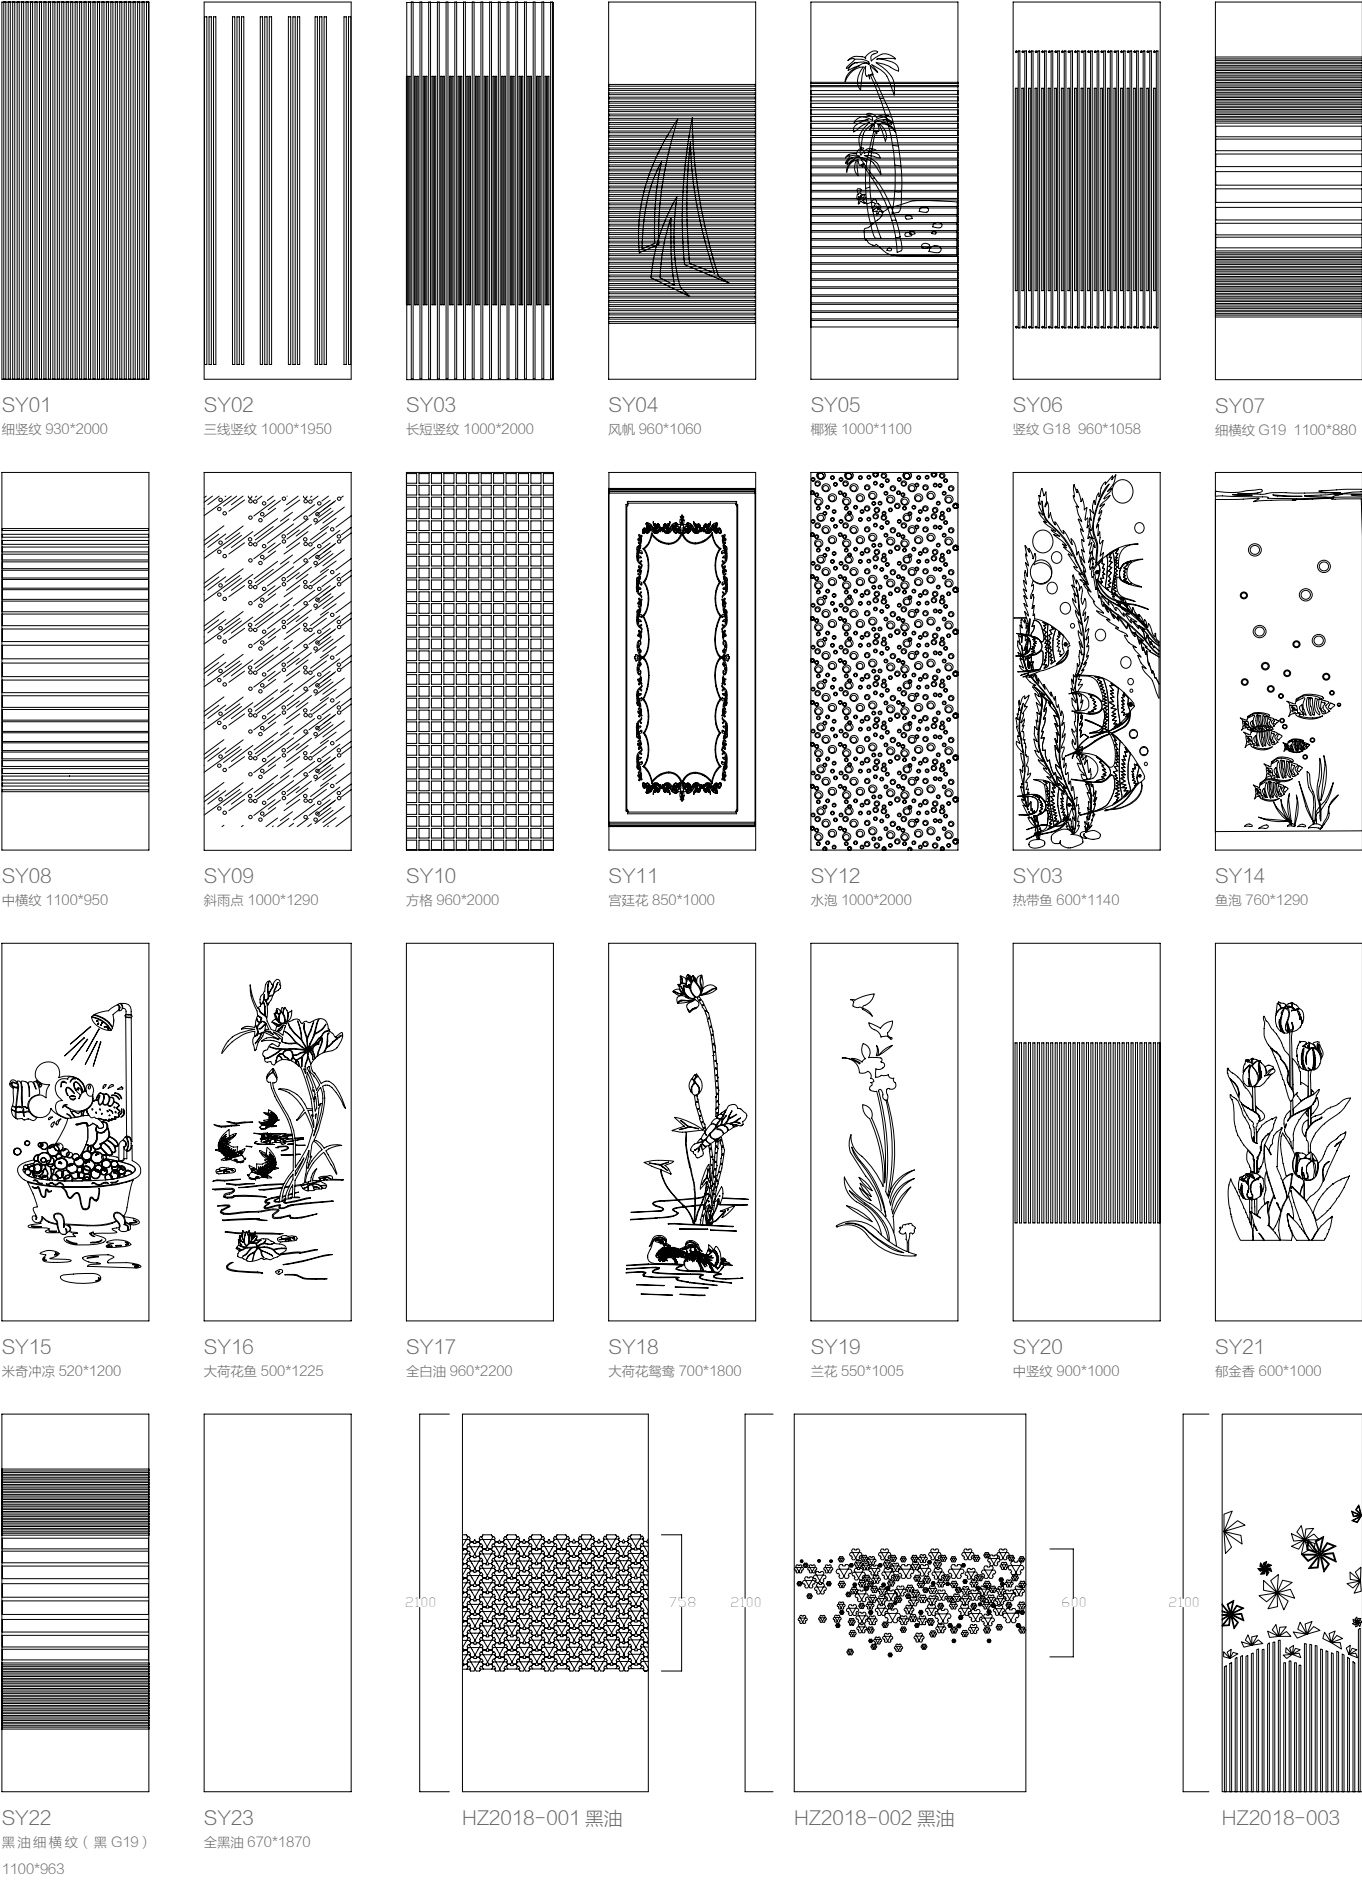 SY01
细竖纹 930*2000
SY02
三线竖纹 1000*1950
SY03
长短竖纹 1000*2000
SY04
风帆 960*1060
SY05
椰猴 1000*1100
SY06
竖纹 G18 960*1058
SY07
细横纹 G19 1100*880
SY08
中横纹 1100*950
SY09
斜雨点 1000*1290
SY10
方格 960*2000
SY11
宫廷花 850*1000
SY12
水泡 1000*2000
SY03
热带鱼 600*1140
SY14
鱼泡 760*1290
SY15
米奇冲凉 520*1200
SY16
大荷花鱼 500*1225
SY17
全白油 960*2200
SY18
大荷花鸳鸯 700*1800
SY19
兰花 550*1005
SY20
中竖纹 900*1000
SY21
郁金香 600*1000
2100
758
2100
600
2100
SY22
黑油细横纹（黑 G19）
1100*963
SY23
全黑油 670*1870
HZ2018-001 黑油
HZ2018-002 黑油
HZ2018-003